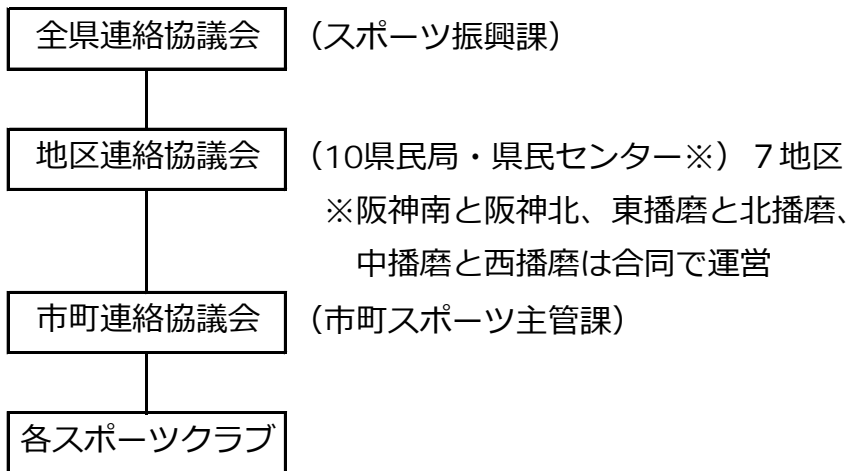 全県連絡協議会 （スポーツ振興課）
地区連絡協議会 （10県民局・県民センター※）７地区
※阪神南と阪神北、東播磨と北播磨、
中播磨と西播磨は合同で運営
市町連絡協議会 （市町スポーツ主管課）
各スポーツクラブ